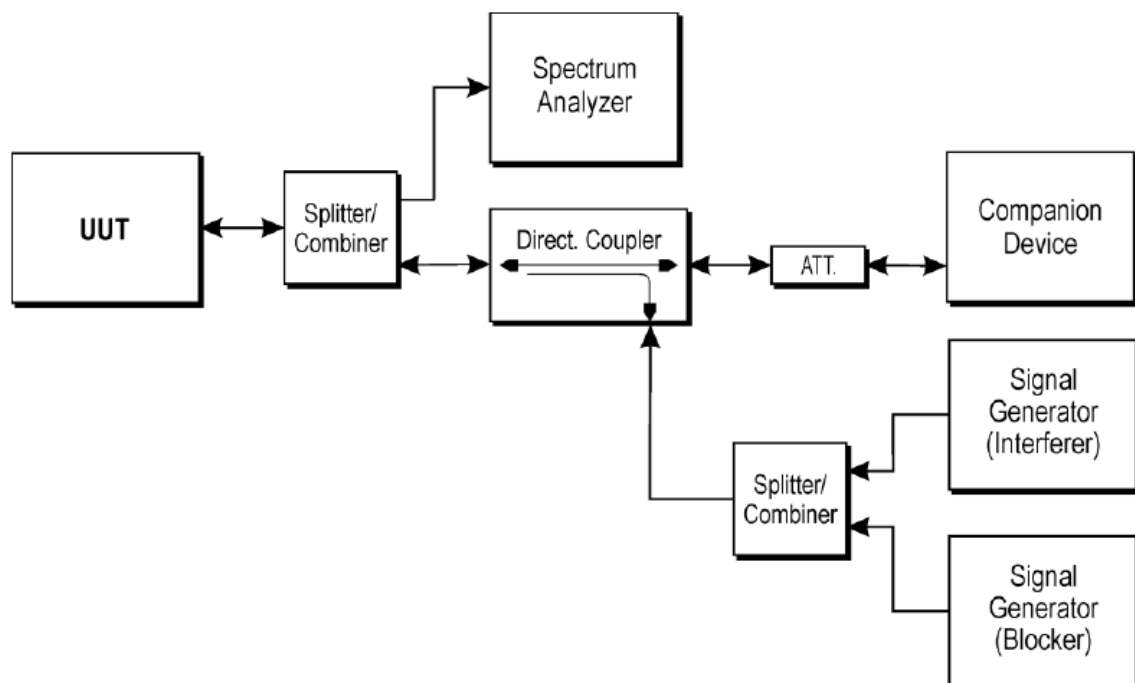 Spectrum
Analyzer
UUT
Splitter/
Combiner
Direct. Coupler
ATT.
Companion
Device
Signal
Generator
(Interferer)
Splitter/
Combiner
Signal
Generator
(Blocker)